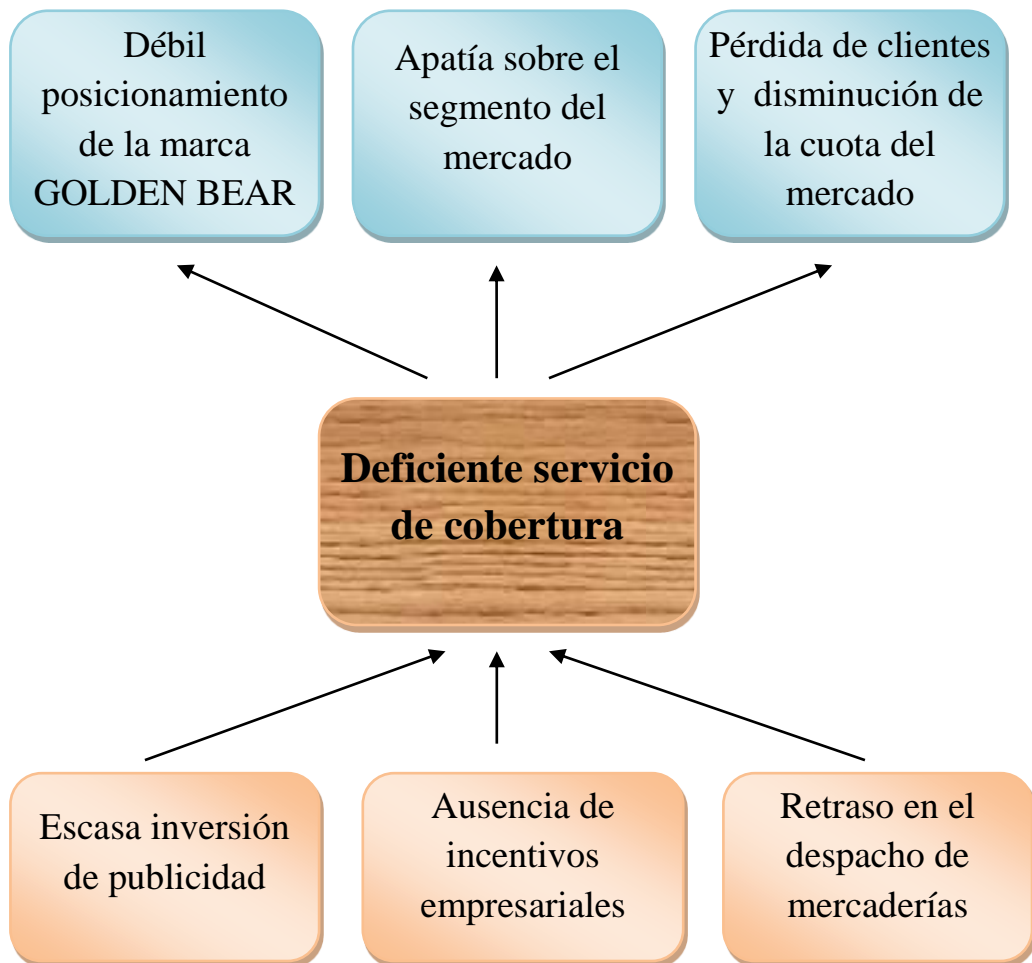 Débil
posicionamiento
de la marca
GOLDEN BEAR
Apatía sobre el
segmento del
mercado
Pérdida de clientes
y disminución de
la cuota del
mercado
Deficiente servicio
de cobertura
Escasa inversión
de publicidad
Ausencia de
incentivos
empresariales
Retraso en el
despacho de
mercaderías